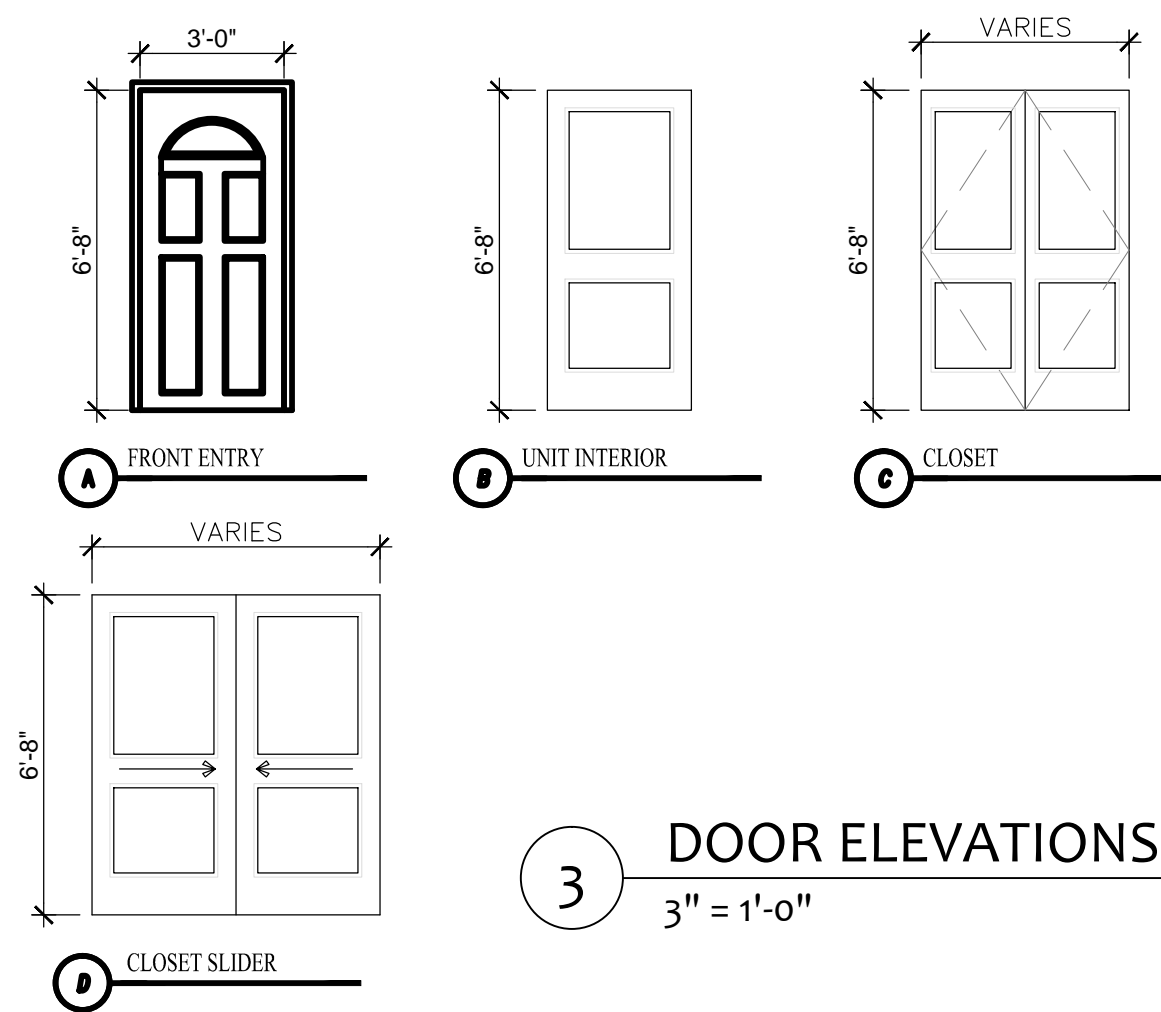 3'-0"
6'-8"
A FRONT ENTRY
6'-8"
B UNIT INTERIOR
VARIES
6'-8"
C CLOSET
VARIES
6'-8"
D CLOSET SLIDER
3 DOOR ELEVATIONS
3" = 1'-0"